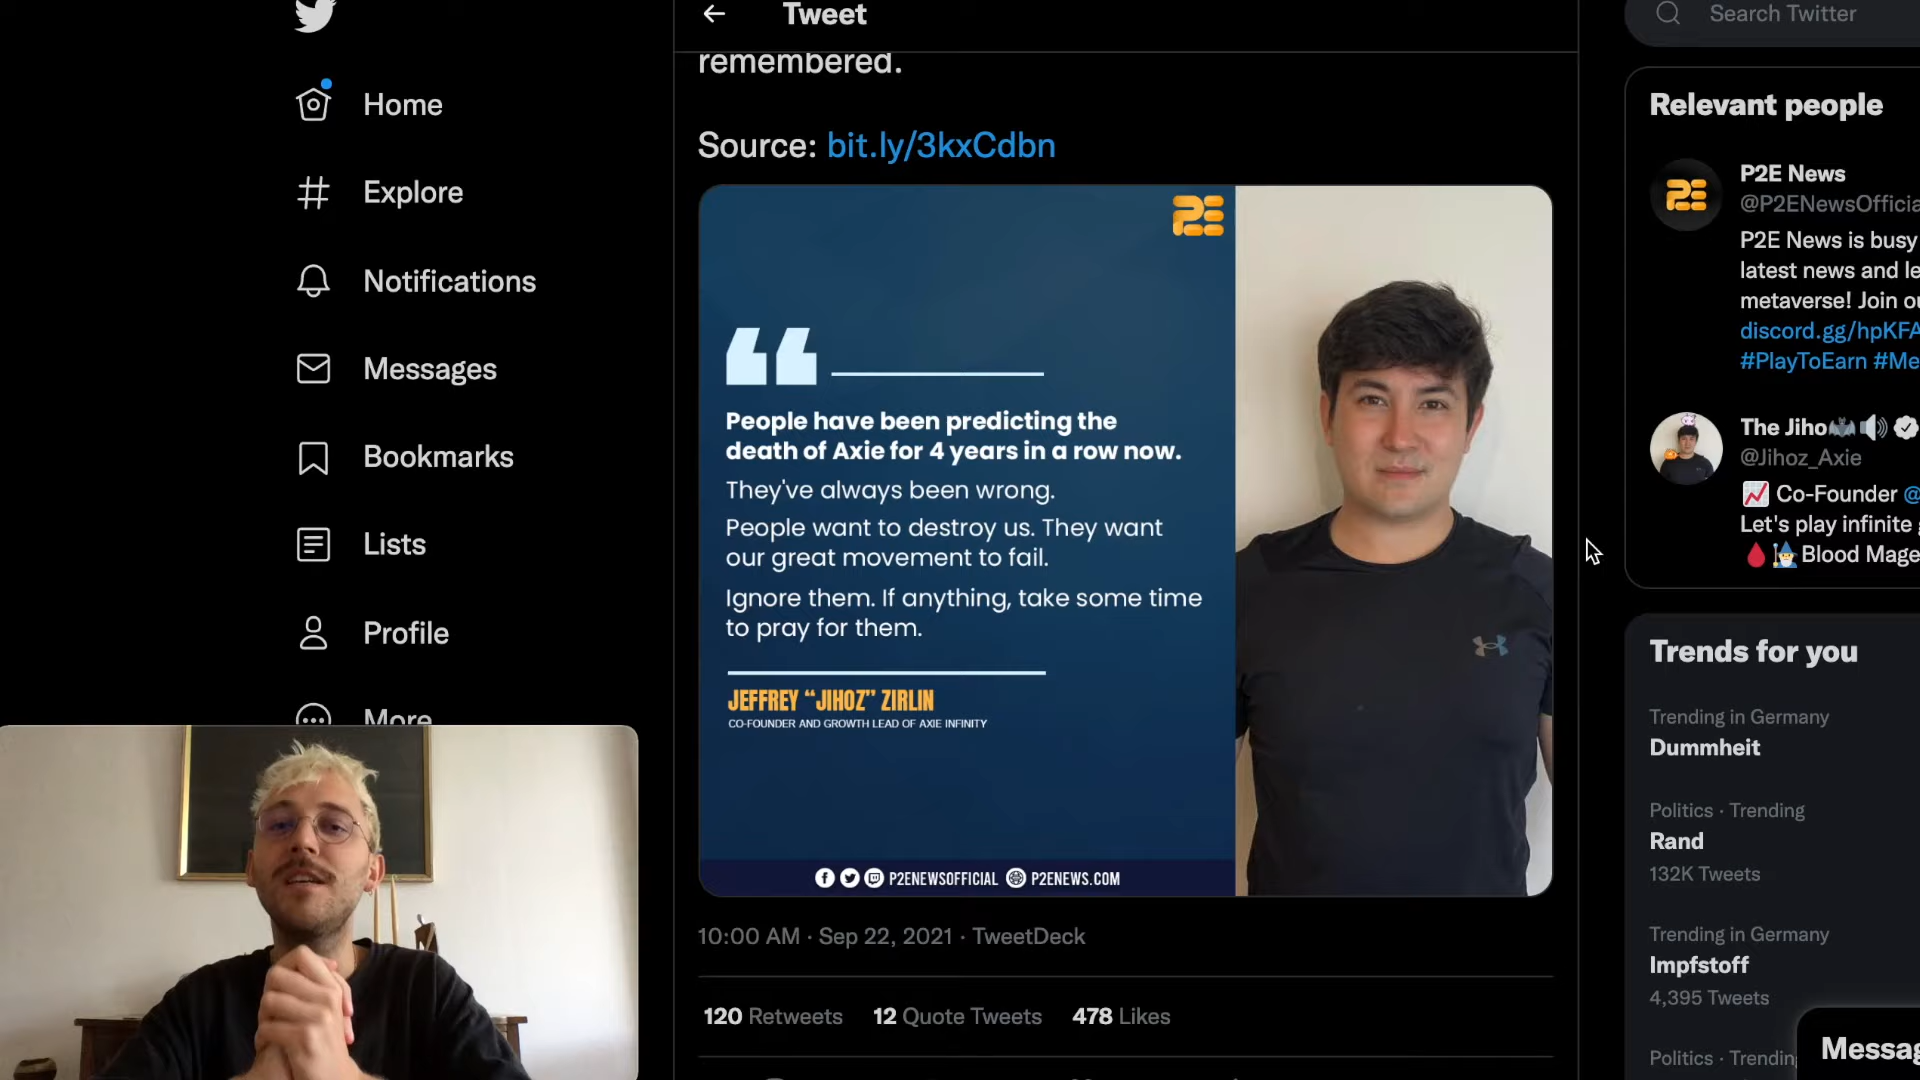 Home
Explore
Notifications
Messages
Bookmarks
Lists
Profile
More
Tweet
remembered.
Source: bit.ly/3kxCdbn
P2E
People have been predicting the
death of Axie for 4 years in a row now.
They've always been wrong.
People want to destroy us. They want
our great movement to fail.
Ignore them. If anything, take some time
to pray for them.
JEFFREY “JIHOZ” ZIRLIN
CO-FOUNDER AND GROWTH LEAD OF AXIE INFINITY
P2ENEWSOFFICIAL P2ENEWS.COM
10:00 AM · Sep 22, 2021 · TweetDeck
120 Retweets 12 Quote Tweets 478 Likes
Search Twitter
Relevant people
P2E
P2E News
@P2ENewsOfficia
P2E News is busy
latest news and le
metaverse! Join ou
discord.gg/hpKFA
#PlayToEarn #Me
The Jiho
@Jihoz_Axie
Co-Founder @
Let's play infinite g
Blood Mage
Trends for you
Trending in Germany
Dummheit
Politics · Trending
Rand
132K Tweets
Trending in Germany
Impfstoff
4,395 Tweets
Politics · Trending
Messag